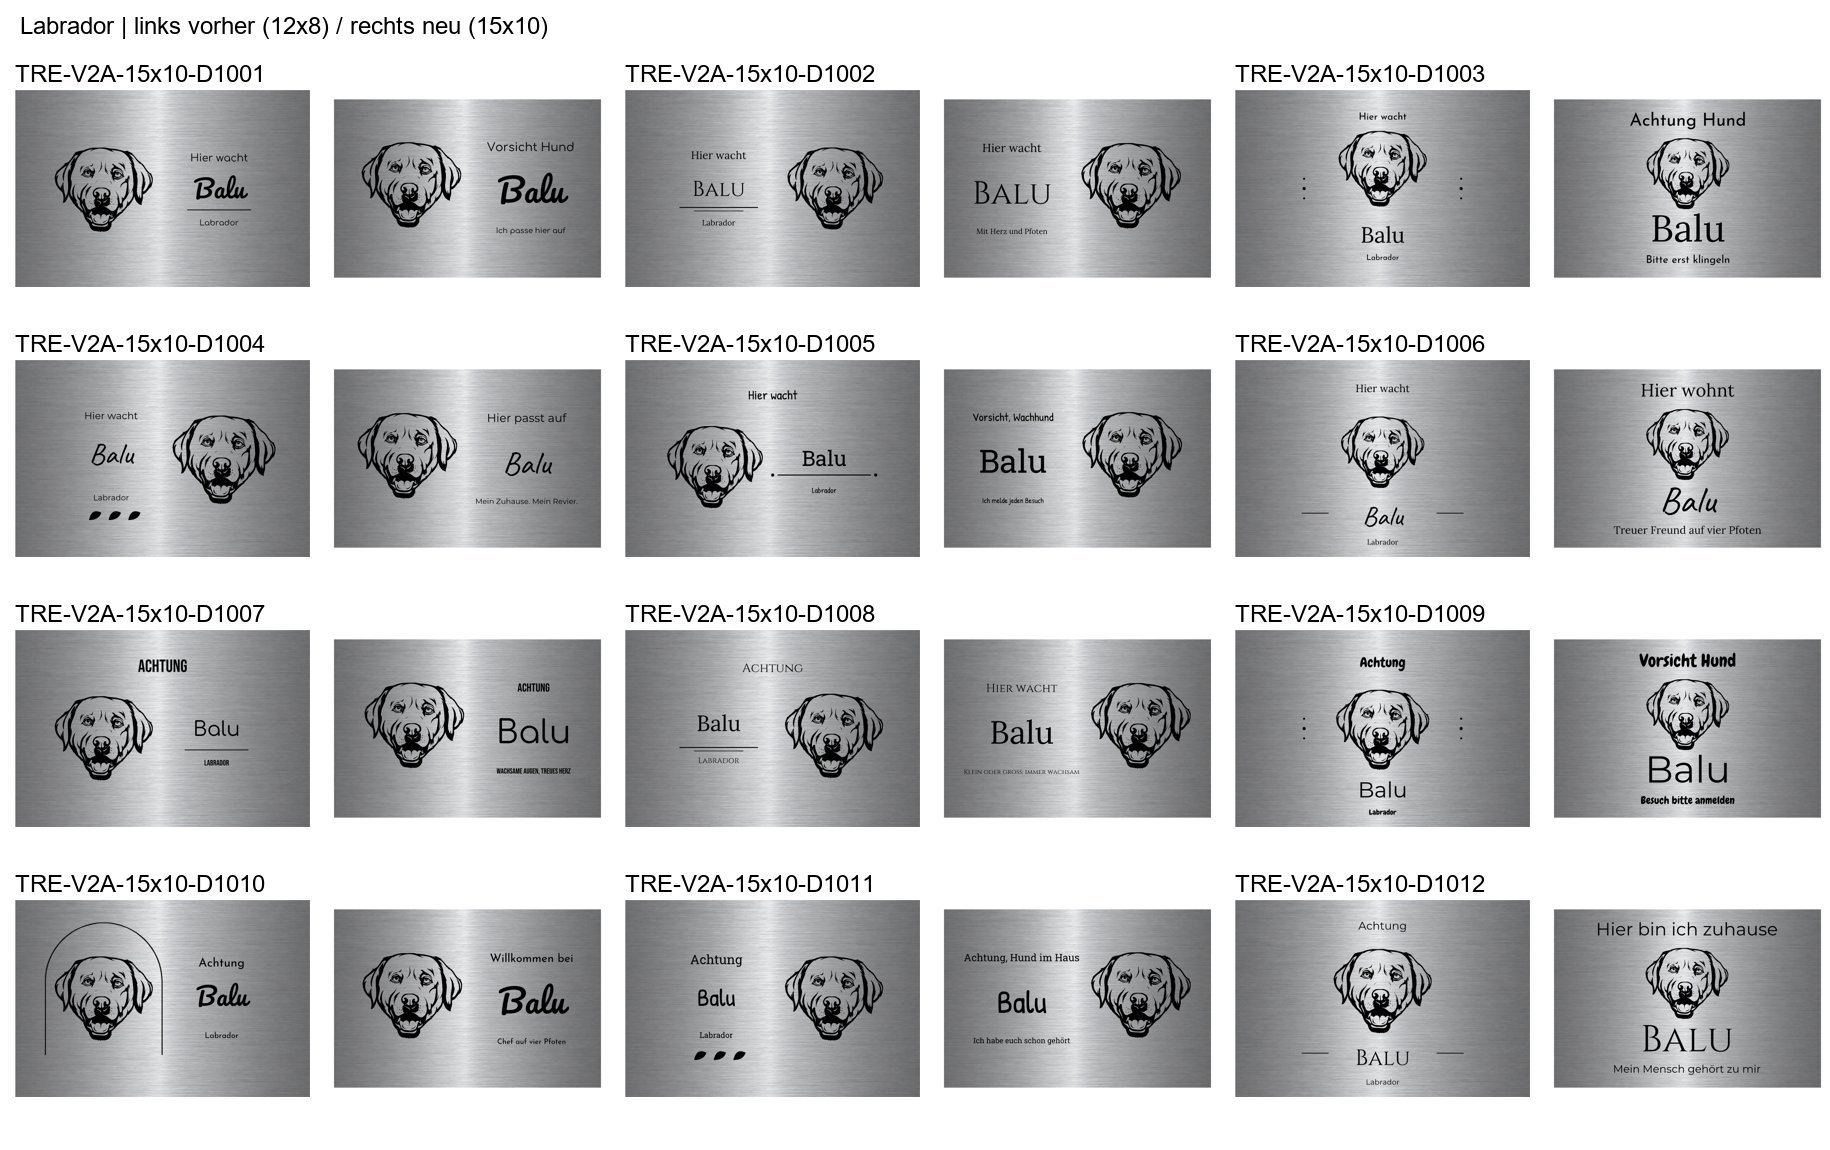 Labrador | links vorher (12x8) / rechts neu (15x10)
TRE-V2A-15x10-D1001
Hier wacht
Balu
Labrador
Vorsicht Hund
Balu
Ich passe hier auf
TRE-V2A-15x10-D1002
Hier wacht
BALU
Labrador
Hier wacht
BALU
Mit Herz und Pfoten
TRE-V2A-15x10-D1003
Hier wacht
Balu
Labrador
Achtung Hund
Balu
Bitte erst klingeln
TRE-V2A-15x10-D1004
Hier wacht
Balu
Labrador
Hier passt auf
Balu
Mein Zuhause. Mein Revier.
TRE-V2A-15x10-D1005
Hier wacht
Balu
Labrador
Vorsicht, Wachhund
Balu
Ich melde jeden Besuch
TRE-V2A-15x10-D1006
Hier wacht
Balu
Labrador
Hier wohnt
Balu
Treuer Freund auf vier Pfoten
TRE-V2A-15x10-D1007
ACHTUNG
Balu
LABRADOR
ACHTUNG
Balu
WACHSAME AUGEN, TREUES HERZ
TRE-V2A-15x10-D1008
ACHTUNG
Balu
LABRADOR
HIER WACHT
Balu
KLEIN ODER GROSS: IMMER WACHSAM
TRE-V2A-15x10-D1009
Achtung
Balu
Labrador
Vorsicht Hund
Balu
Besuch bitte anmelden
TRE-V2A-15x10-D1010
Achtung
Balu
Labrador
Willkommen bei
Balu
Chef auf vier Pfoten
TRE-V2A-15x10-D1011
Achtung
Balu
Labrador
Achtung, Hund im Haus
Balu
Ich habe euch schon gehört
TRE-V2A-15x10-D1012
Achtung
BALU
Labrador
Hier bin ich zuhause
BALU
Mein Mensch gehört zu mir